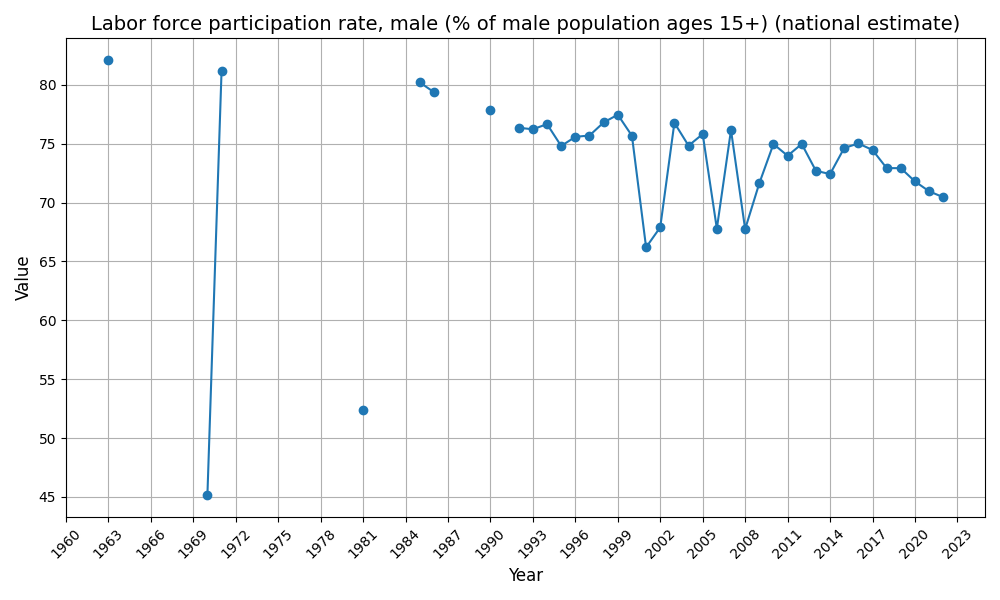 Labor force participation rate, male (% of male population ages 15+) (national estimate)
Value
80
75
70
65
60
55
50
45
1960 1963 1966 1969 1972 1975 1978 1981 1984 1987 1990 1993 1996 1999 2002 2005 2008 2011 2014 2017 2020 2023
Year